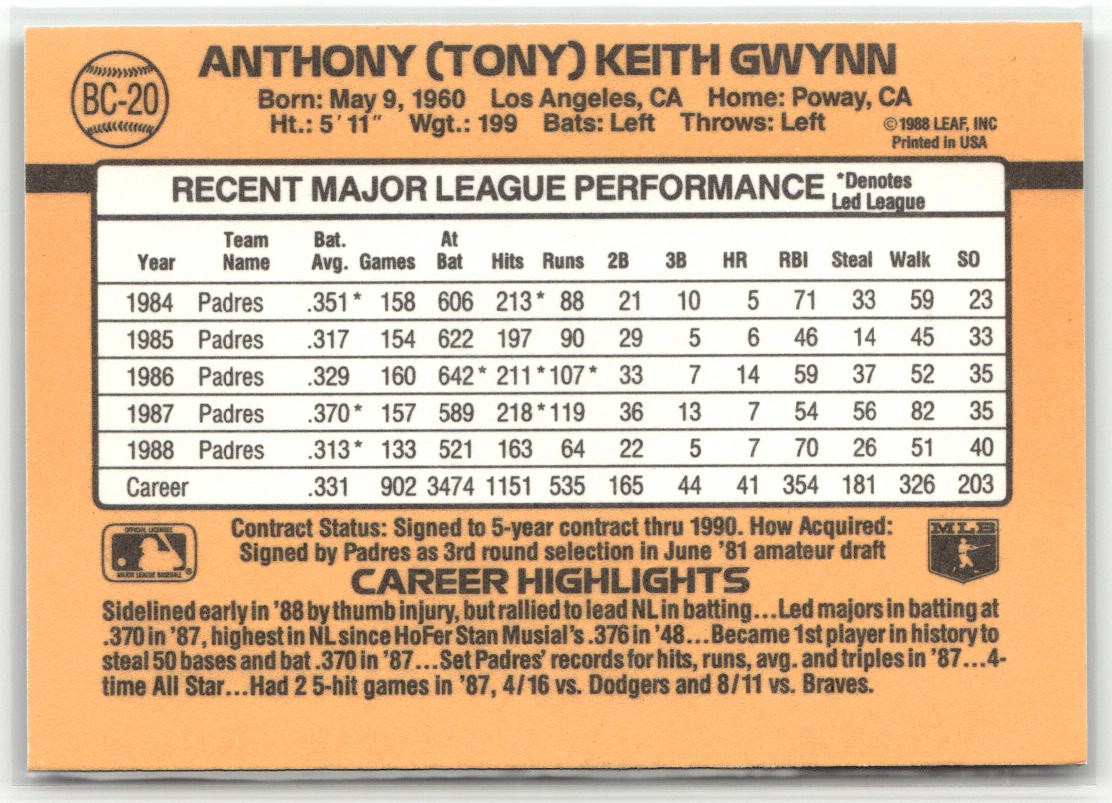 BC-20
ANTHONY (TONY) KEITH GWYNN
Born: May 9, 1960 Los Angeles, CA Home: Poway, CA
Ht.: 5' 11" Wgt.: 199 Bats: Left Throws: Left
©1988 LEAF, INC
Printed in USA
RECENT MAJOR LEAGUE PERFORMANCE *Denotes
Led League
Team Bat. At
Year Name Avg. Games Bat Hits Runs 2B 3B HR RBI Steal Walk SO
1984 Padres .351* 158 606 213* 88 21 10 5 71 33 59 23
1985 Padres .317 154 622 197 90 29 5 6 46 14 45 33
1986 Padres .329 160 642* 211* 107* 33 7 14 59 37 52 35
1987 Padres .370* 157 589 218* 119 36 13 7 54 56 82 35
1988 Padres .313* 133 521 163 64 22 5 7 70 26 51 40
Career .331 902 3474 1151 535 165 44 41 354 181 326 203
OFFICIAL LICENSEE
MAJOR LEAGUE BASEBALL
MLB
Contract Status: Signed to 5-year contract thru 1990. How Acquired:
Signed by Padres as 3rd round selection in June '81 amateur draft
CAREER HIGHLIGHTS
Sidelined early in '88 by thumb injury, but rallied to lead NL in batting...Led majors in batting at
.370 in '87, highest in NL since HoFer Stan Musial's .376 in '48...Became 1st player in history to
steal 50 bases and bat .370 in '87...Set Padres' records for hits, runs, avg. and triples in '87...4-
time All Star...Had 2 5-hit games in '87, 4/16 vs. Dodgers and 8/11 vs. Braves.